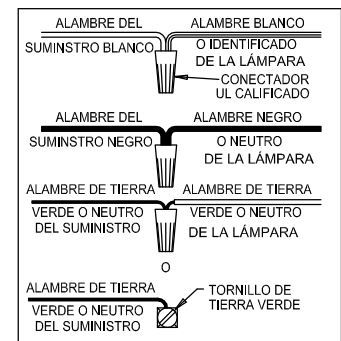 ALAMBRE DEL ALAMBRE BLANCO
SUMINSTRO BLANCO O IDENTIFICADO
DE LA LÁMPARA
CONECTADOR
UL CALIFICADO
ALAMBRE DEL ALAMBRE NEGRO
SUMINSTRO NEGRO O NEUTRO
DE LA LÁMPARA
ALAMBRE DE TIERRA ALAMBRE DE TIERRA
VERDE O NEUTRO VERDE O NEUTRO
DEL SUMINISTRO DE LA LÁMPARA
O
ALAMBRE DE TIERRA TORNILLO DE
VERDE O NEUTRO TIERRA VERDE
DEL SUMINISTRO